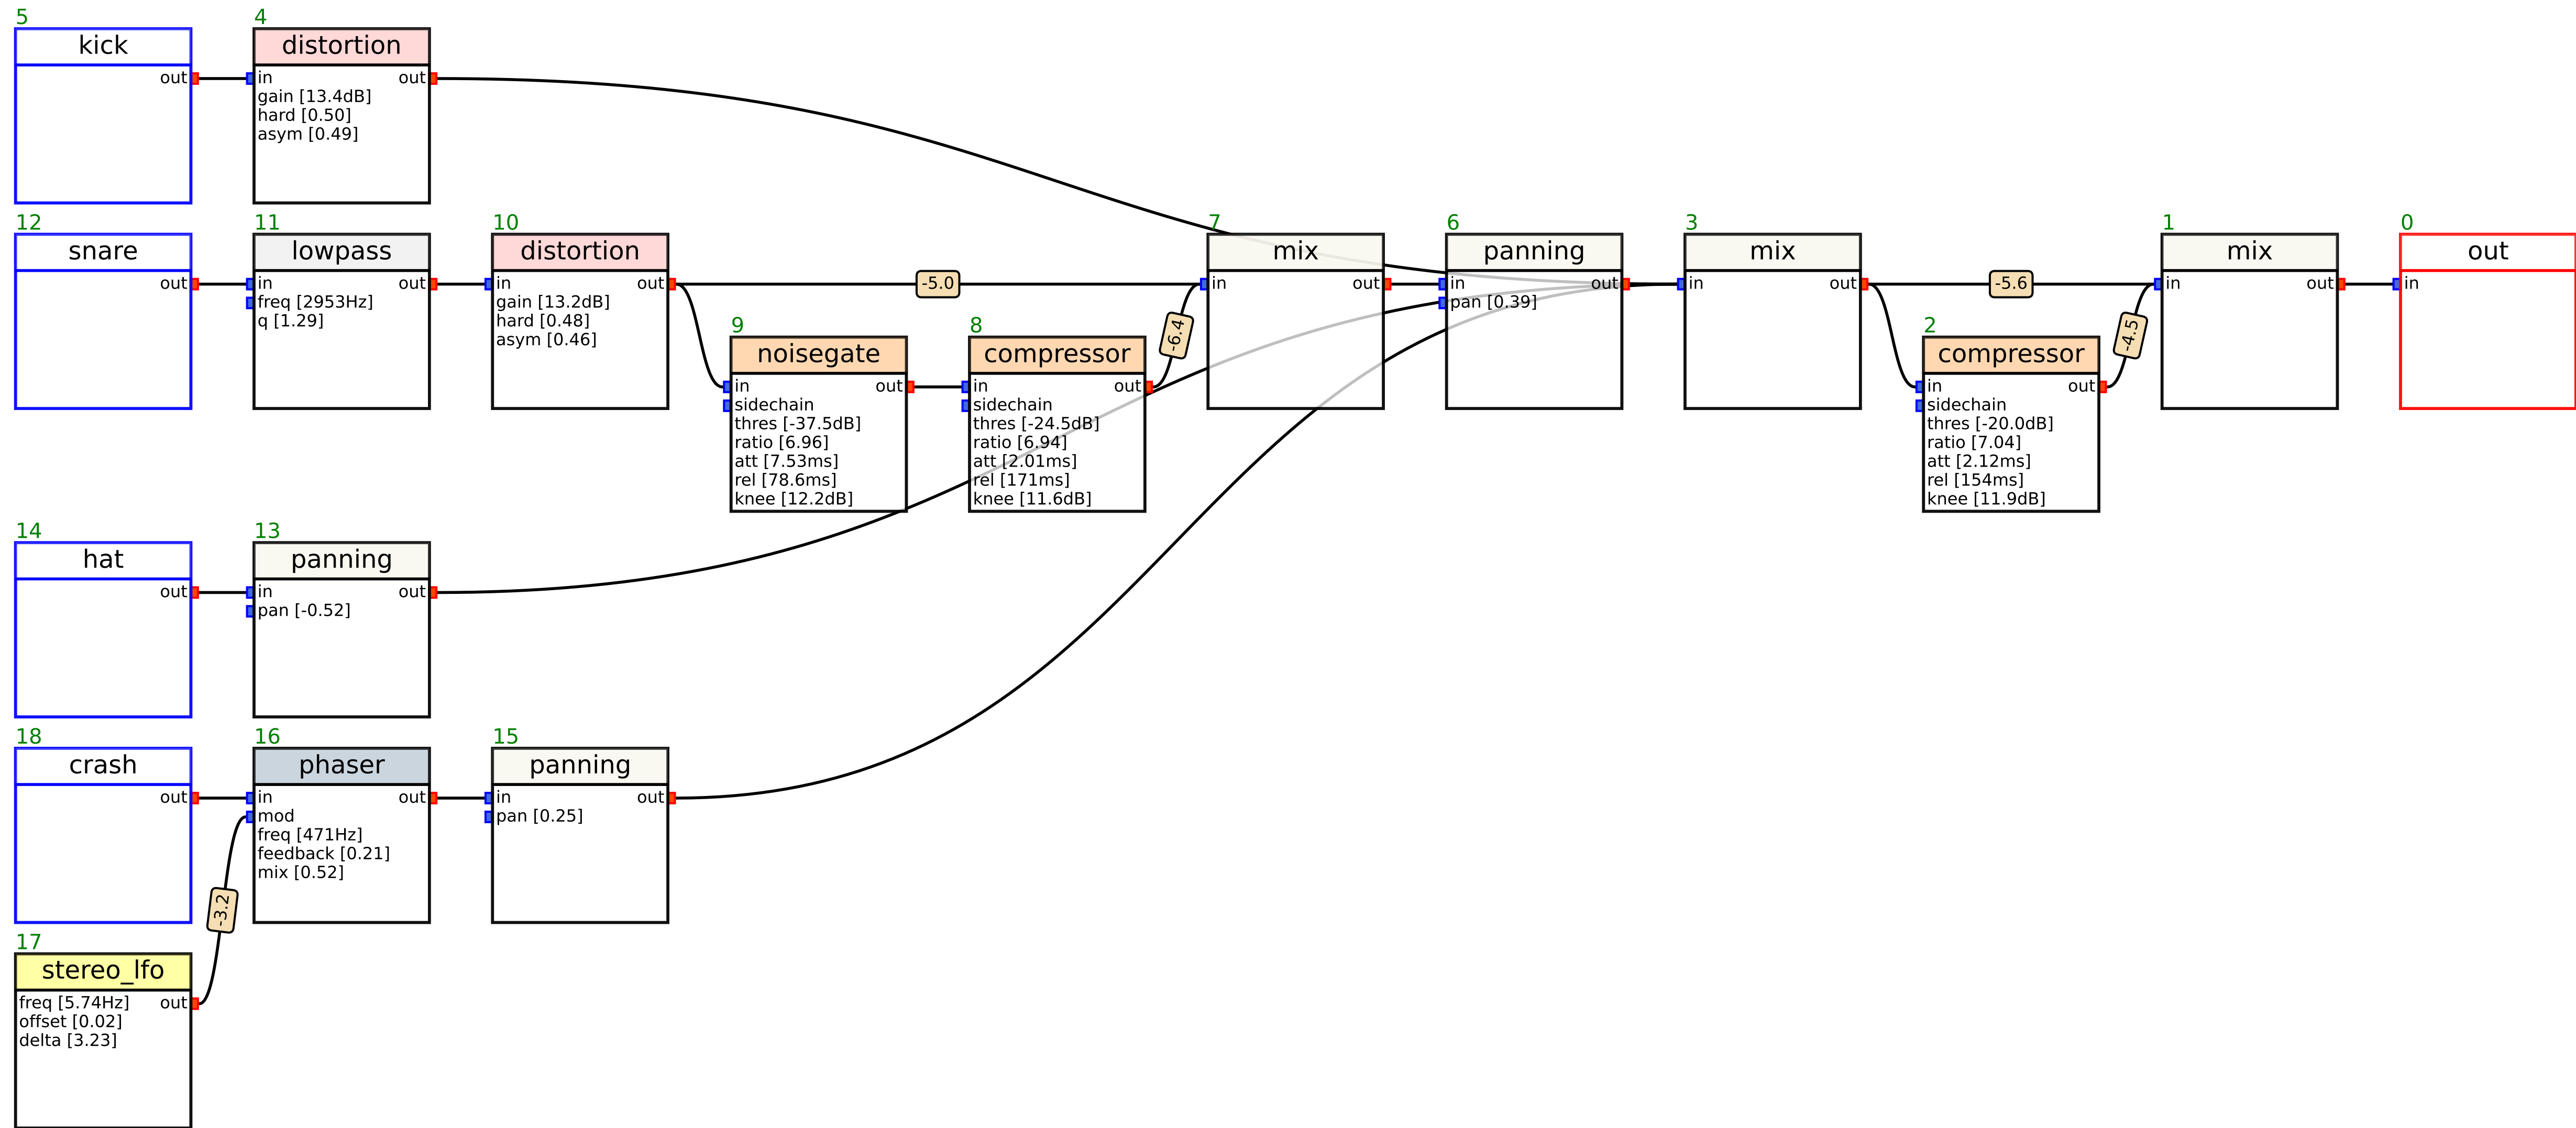 5
kick
out
4
distortion
in out
gain [13.4dB]
hard [0.50]
asym [0.49]
12
snare
out
11
lowpass
in out
freq [2953Hz]
q [1.29]
10
distortion
in out
gain [13.2dB]
hard [0.48]
asym [0.46]
-5.0
9
noisegate
in out
sidechain
thres [-37.5dB]
ratio [6.96]
att [7.53ms]
rel [78.6ms]
knee [12.2dB]
8
compressor
in out
sidechain
thres [-24.5dB]
ratio [6.94]
att [2.01ms]
rel [171ms]
knee [11.6dB]
-6.4
7
mix
in out
6
panning
in out
pan [0.39]
3
mix
in out
-5.6
2
compressor
in out
sidechain
thres [-20.0dB]
ratio [7.04]
att [2.12ms]
rel [154ms]
knee [11.9dB]
-4.5
1
mix
in out
0
out
in
14
hat
out
13
panning
in out
pan [-0.52]
18
crash
out
16
phaser
in out
mod
freq [471Hz]
feedback [0.21]
mix [0.52]
15
panning
in out
pan [0.25]
-3.2
17
stereo_lfo
freq [5.74Hz] out
offset [0.02]
delta [3.23]